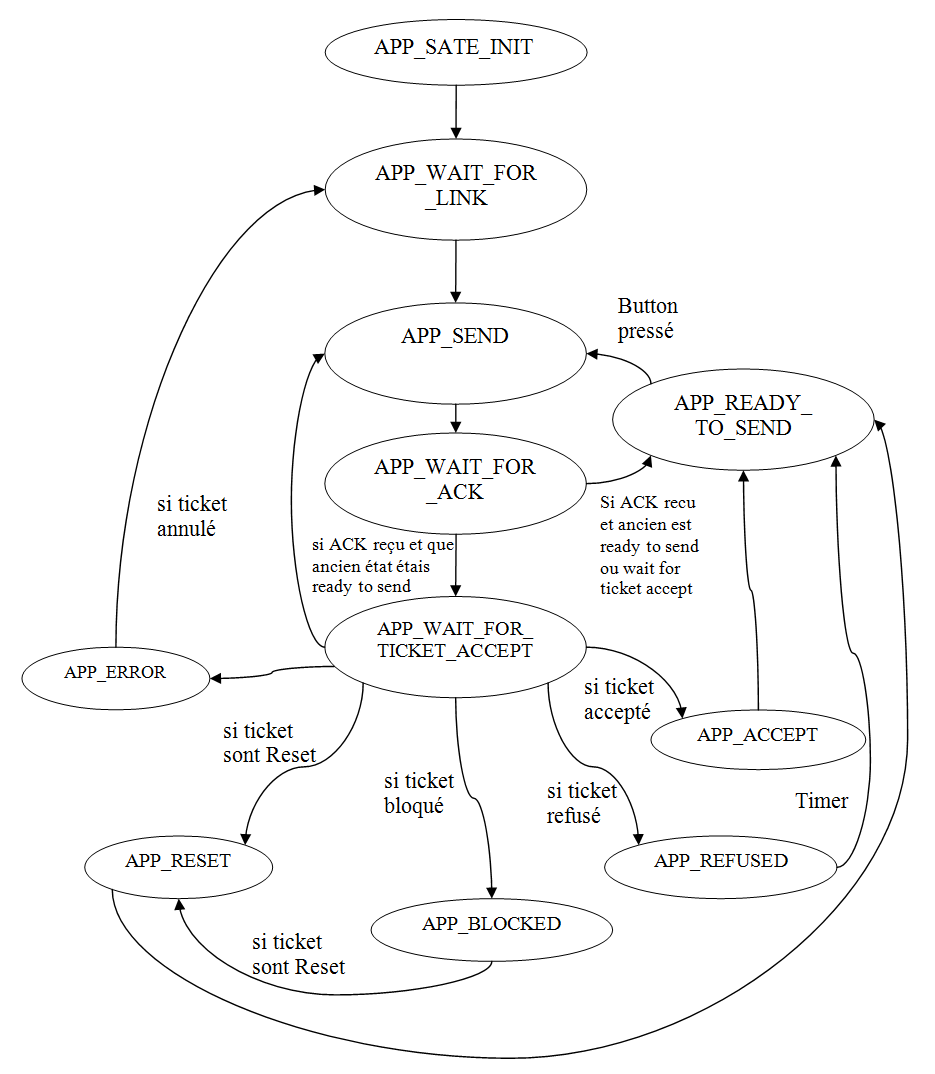 APP_SATE_INIT
APP_WAIT_FOR
_LINK
Button
pressé
APP_SEND
APP_READY_
TO_SEND
APP_WAIT_FOR
_ACK
si ticket
annulé
Si ACK recu
et ancien est
ready to send
ou wait for
ticket accept
si ACK reçu et que
ancien état étais
ready to send
APP_WAIT_FOR_
TICKET_ACCEPT
APP_ERROR
si ticket
accepté
si ticket
sont Reset
APP_ACCEPT
si ticket
bloqué
si ticket
refusé
Timer
APP_RESET
APP_REFUSED
APP_BLOCKED
si ticket
sont Reset